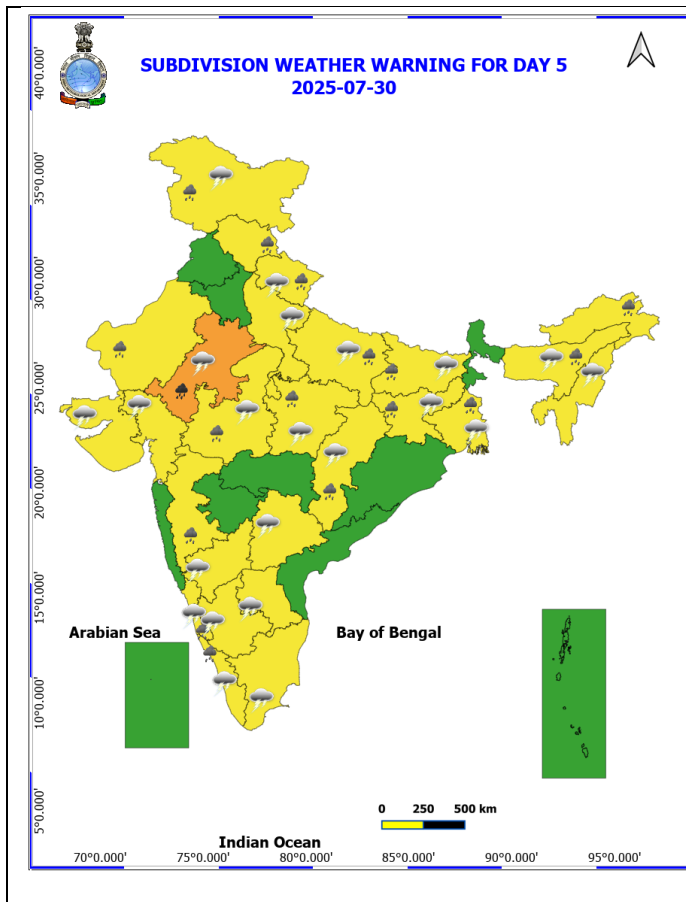 SUBDIVISION WEATHER WARNING FOR DAY 5
2025-07-30
40°0.000'
35°0.000'
30°0.000'
25°0.000'
20°0.000'
15°0.000'
10°0.000'
5°0.000'
Arabian Sea
Bay of Bengal
0 250 500 km
Indian Ocean
70°0.000' 75°0.000' 80°0.000' 85°0.000' 90°0.000' 95°0.000'